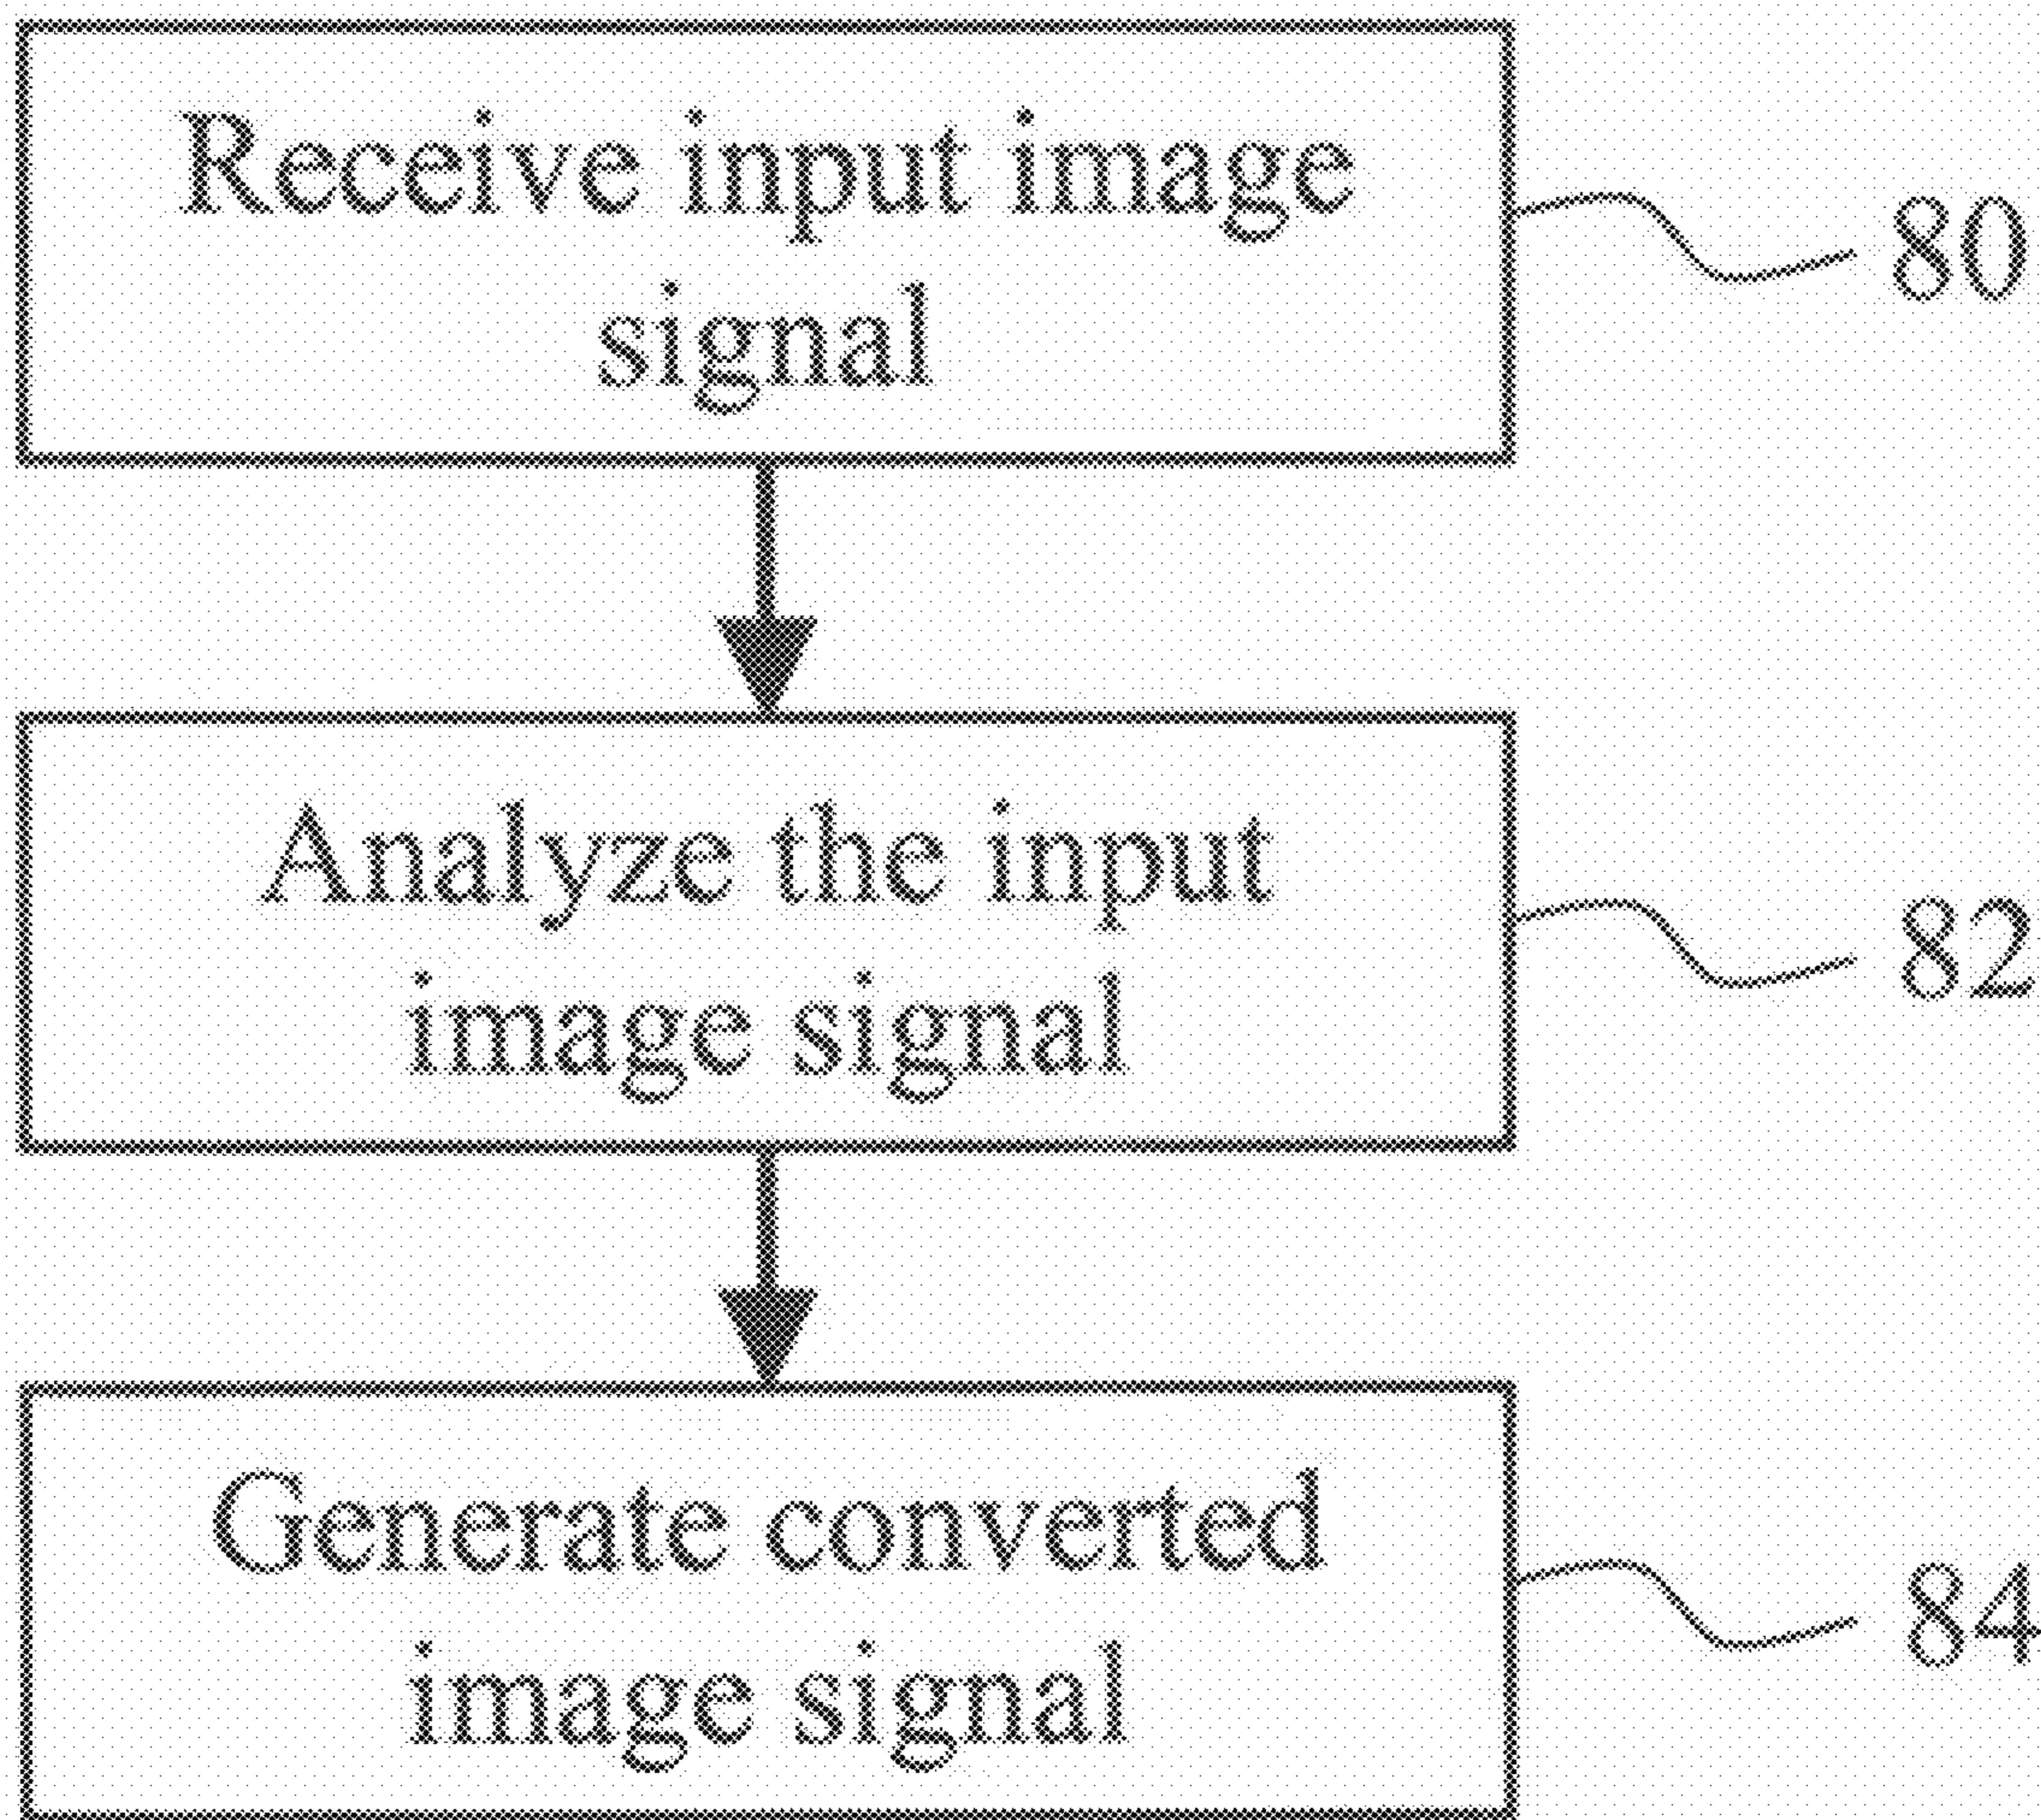 Receive input image
signal
80
Analyze the input
image signal
82
Generate converted
image signal
84